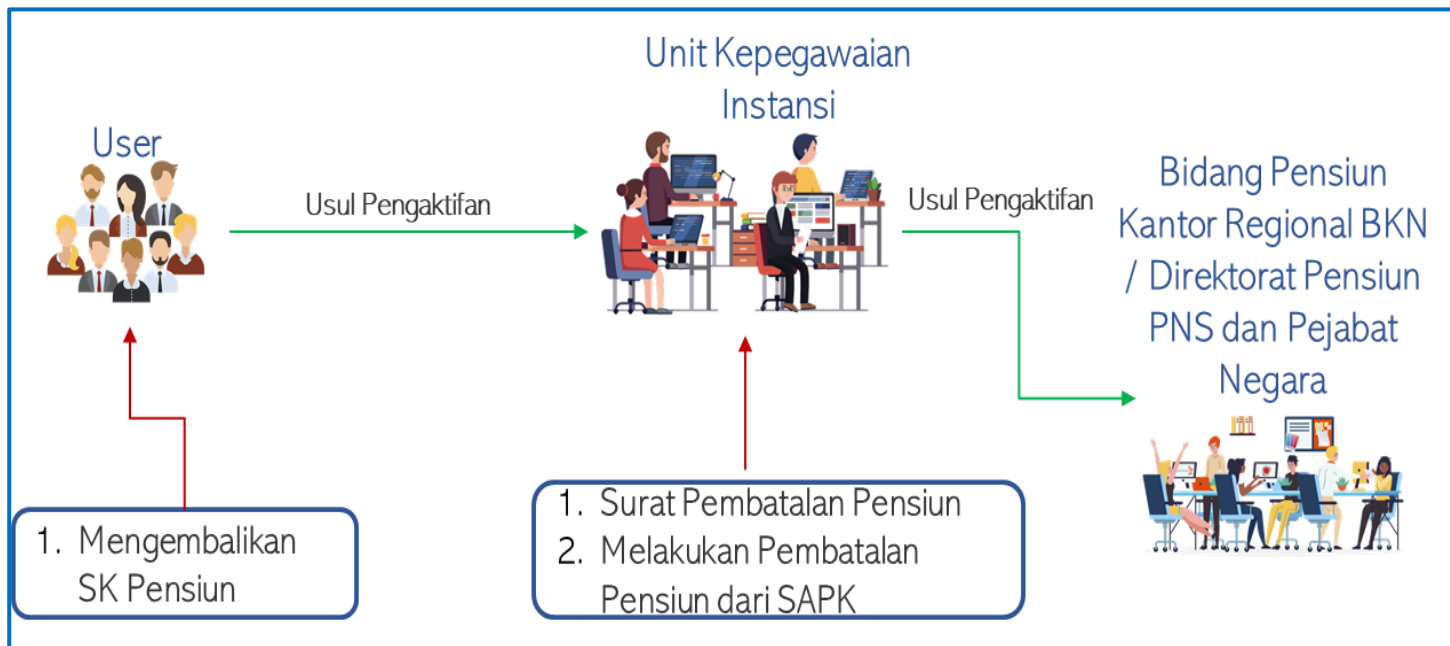 User
Usul Pengaktifan
Unit Kepegawaian
Instansi
Usul Pengaktifan
Bidang Pensiun
Kantor Regional BKN
/ Direktorat Pensiun
PNS dan Pejabat
Negara
1. Mengembalikan
SK Pensiun
1. Surat Pembatalan Pensiun
2. Melakukan Pembatalan
Pensiun dari SAPK